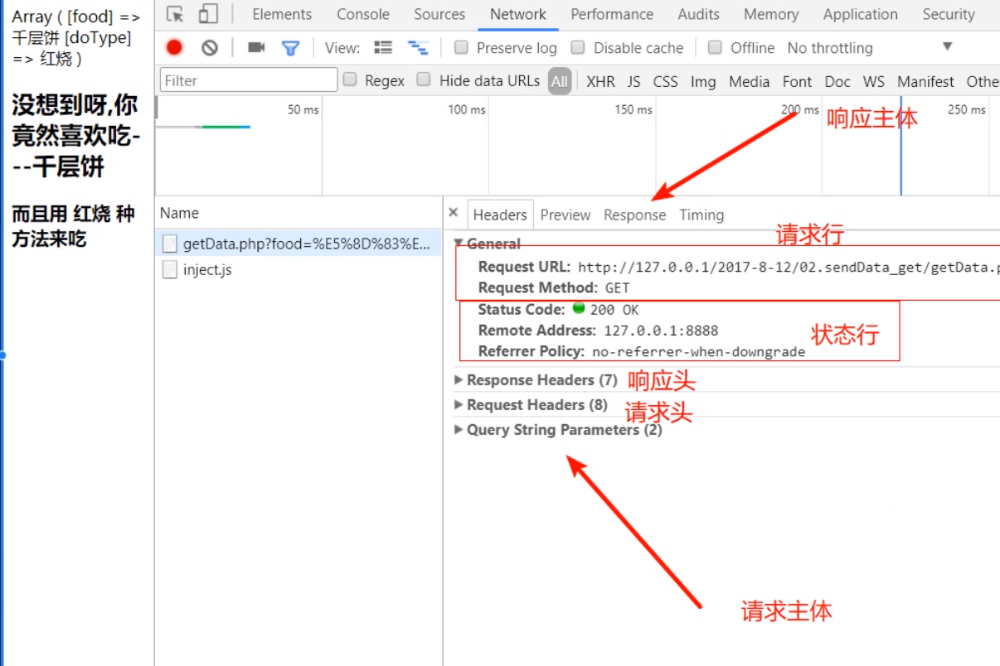 Array ( [food] =>
千层饼 [doType]
=> 红烧 )
没想到呀,你
竟然喜欢吃-
--千层饼
而且用 红烧 种
方法来吃
Elements Console Sources Network Performance Audits Memory Application Security
View: Preserve log Disable cache Offline No throttling
Filter Regex Hide data URLs All XHR JS CSS Img Media Font Doc WS Manifest Othe
50 ms 100 ms 150 ms 200 ms 250 ms
响应主体
Name
getData.php?food=%E5%8D%83%E...
inject.js
× Headers Preview Response Timing
请求行
General
Request URL: http://127.0.0.1/2017-8-12/02.sendData_get/getData.p
Request Method: GET
Status Code: 200 OK
Remote Address: 127.0.0.1:8888
状态行
Referrer Policy: no-referrer-when-downgrade
Response Headers (7) 响应头
Request Headers (8) 请求头
Query String Parameters (2)
请求主体